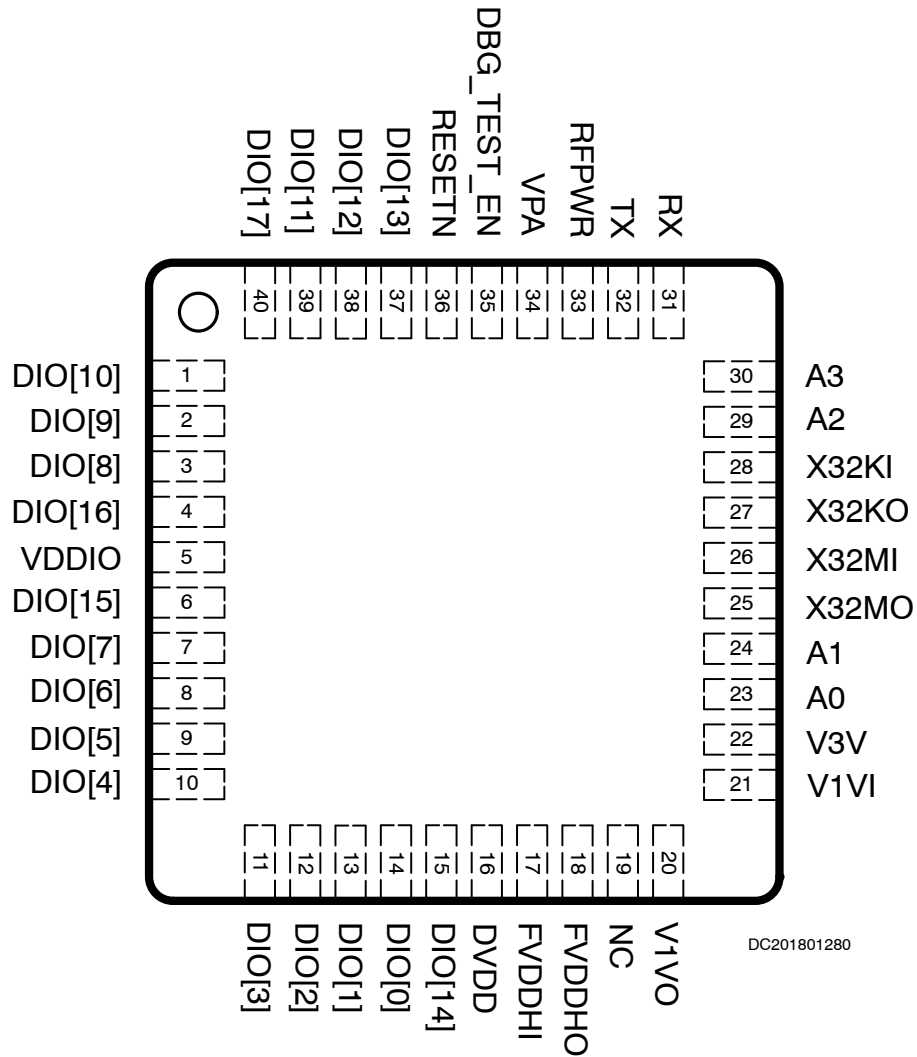 DIO[17]
DIO[11]
DIO[12]
DIO[13]
RESETN
DBG_TEST_EN
VPA
RFPWR
TX
RX
40
39
38
37
36
35
34
33
32
31
DIO[10] 1
DIO[9] 2
DIO[8] 3
DIO[16] 4
VDDIO 5
DIO[15] 6
DIO[7] 7
DIO[6] 8
DIO[5] 9
DIO[4] 10
30 A3
29 A2
28 X32KI
27 X32KO
26 X32MI
25 X32MO
24 A1
23 A0
22 V3V
21 V1VI
11
12
13
14
15
16
17
18
19
20
DIO[3]
DIO[2]
DIO[1]
DIO[0]
DIO[14]
DVDD
FVDDHI
FVDDHO
NC
V1VO
DC201801280